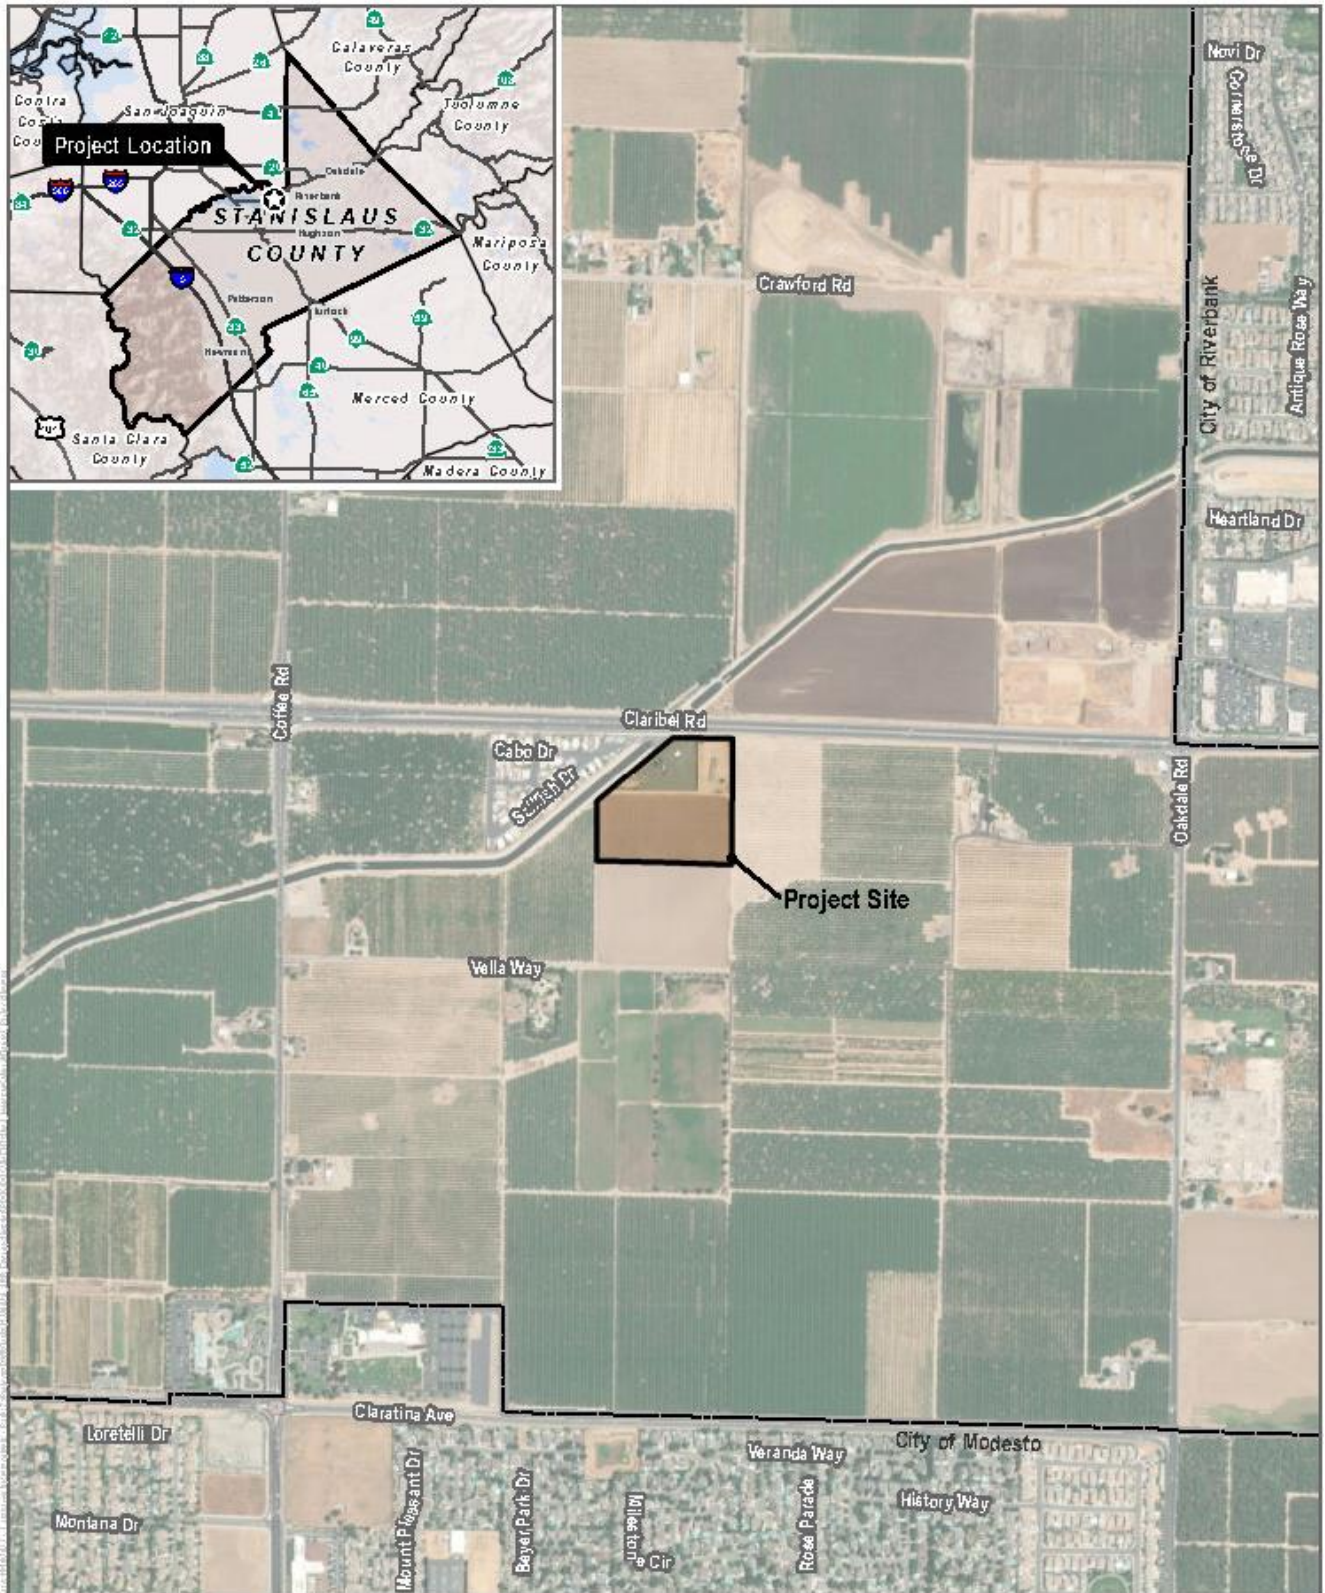 Calaveras
County
Tuolumne
County
Contra
Costa
San Joaquin
Project Location
Oakdale
Riverbank
STANISLAUS
COUNTY
Hughson
Mariposa
County
Patterson
Turlock
Newman
Merced County
Santa Clara
County
Madera County
Novi Dr
Cornerstone Dr
Crawford Rd
City of Riverbank
Antique Rose Way
Heartland Dr
Coffee Rd
Claribel Rd
Cabo Dr
Sailfish Dr
Oakdale Rd
Project Site
Vella Way
Claratina Ave
Loretelli Dr
City of Modesto
Veranda Way
Montana Dr
Mount Pleasant Dr
Beyer Park Dr
Milestone Cir
Rose Parade
History Way